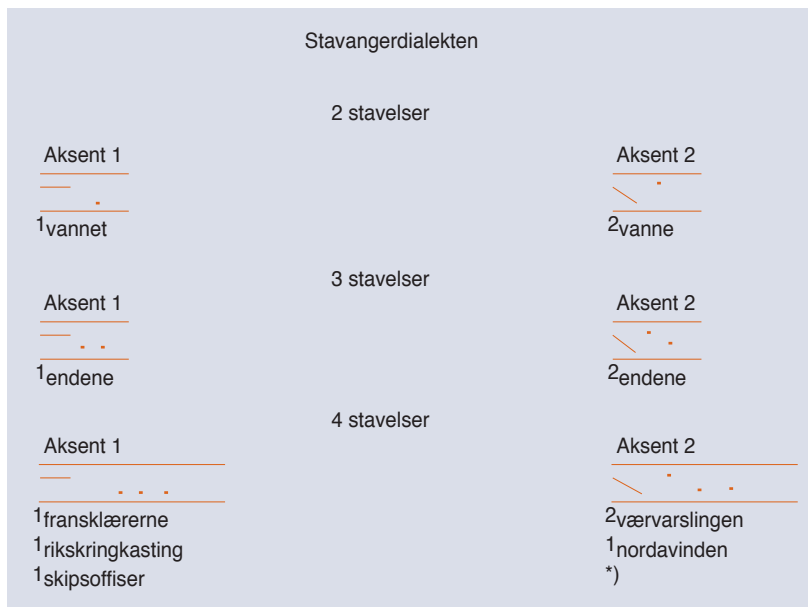 Stavangerdialekten
2 stavelser
Aksent 1 Aksent 2
1vannet 2vanne
3 stavelser
Aksent 1 Aksent 2
1endene 2endene
4 stavelser
Aksent 1 Aksent 2
1fransklærerne 2værvarslingen
1rikskringkasting 1nordavinden
1skipsoffiser *)